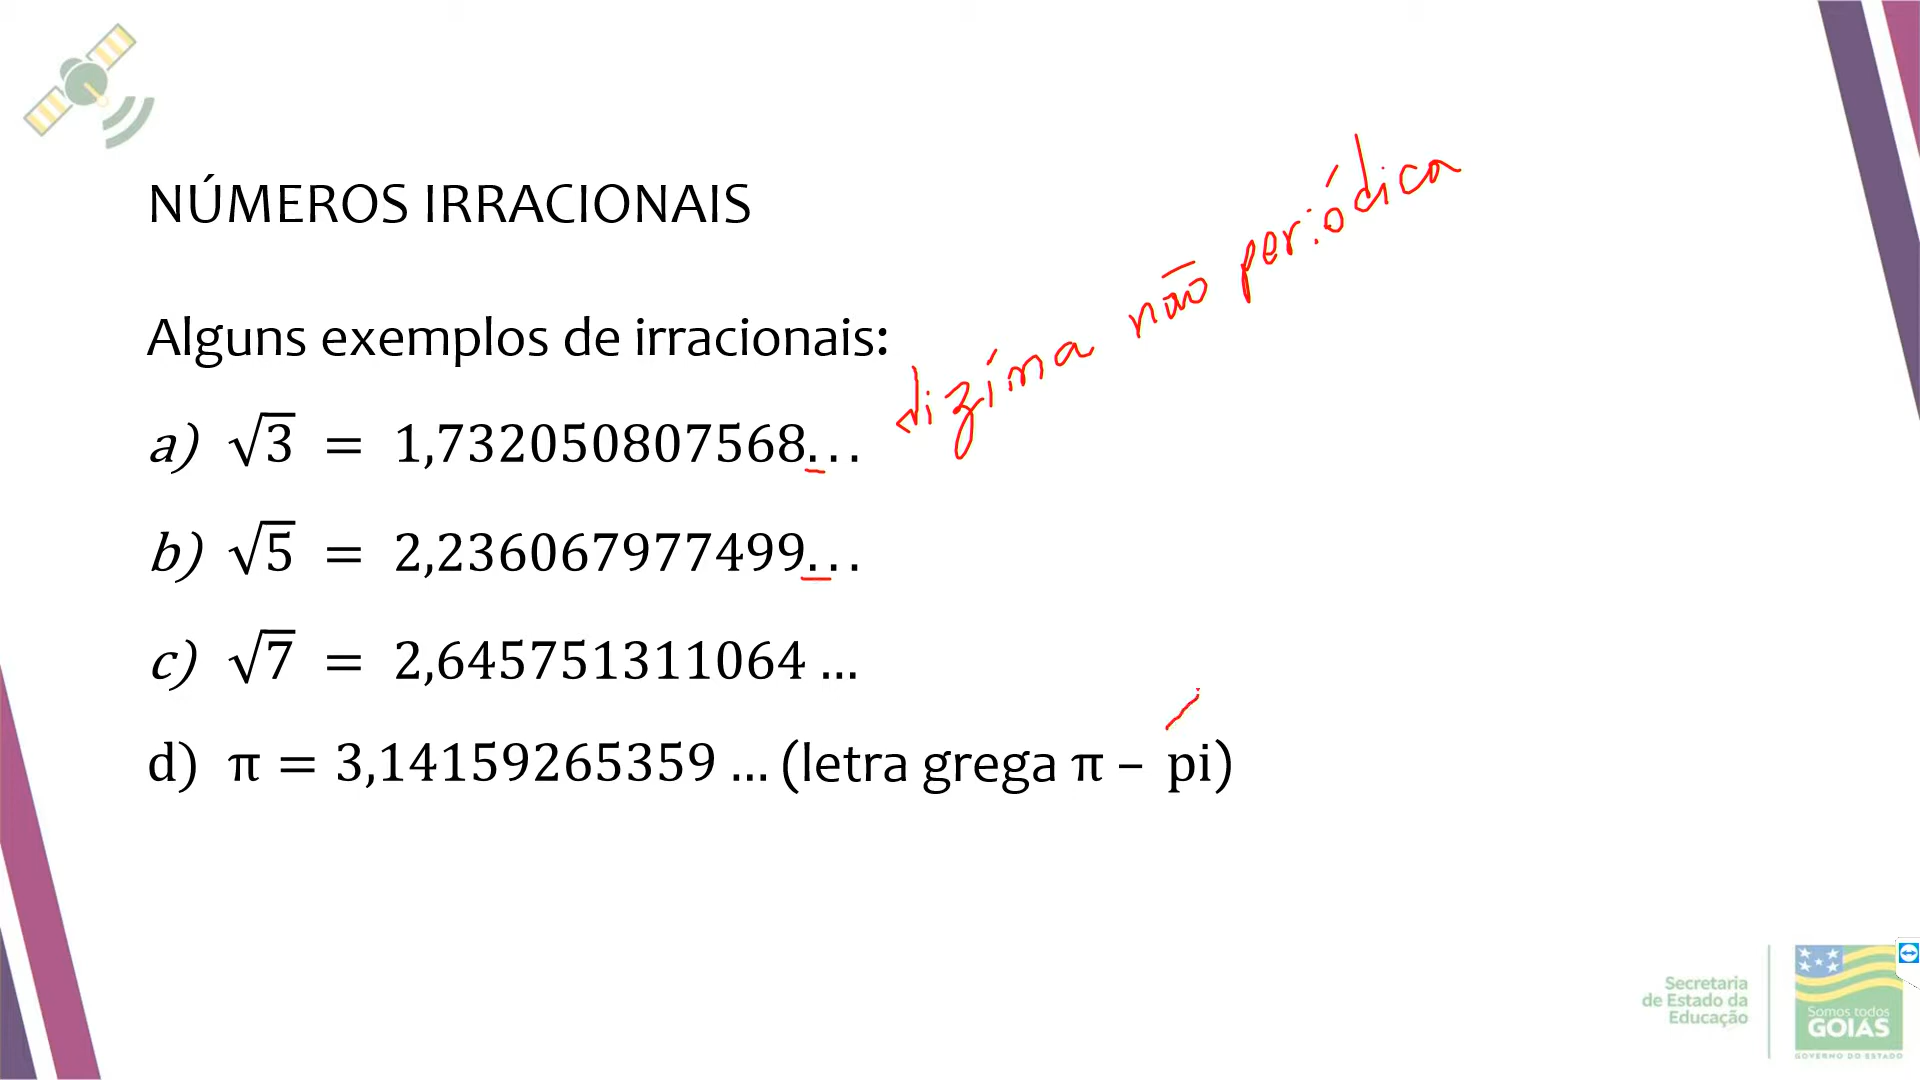 NÚMEROS IRRACIONAIS
dízima não periódica
Alguns exemplos de irracionais:
a) √3 = 1,732050807568...
b) √5 = 2,236067977499...
c) √7 = 2,645751311064 ...
d) π = 3,14159265359 ... (letra grega π – pi)
Secretaria
de Estado da
Educação
Somos todos
GOIÁS
GOVERNO DO ESTADO